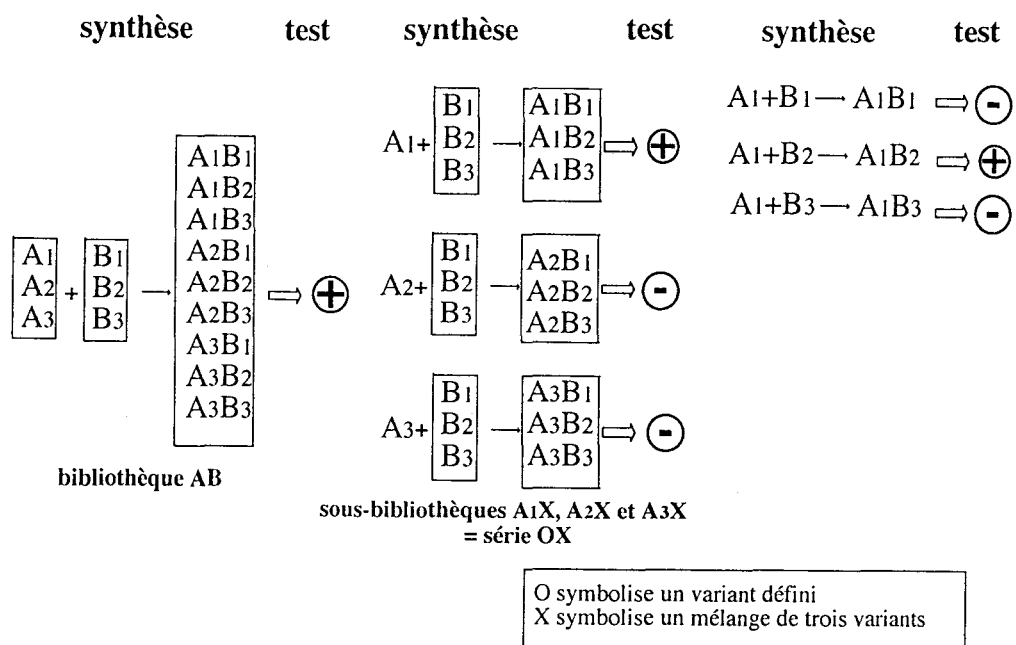 synthèse test synthèse test synthèse test
A1
A2
A3
+
B1
B2
B3
A1B1
A1B2
A1B3
A2B1
A2B2
A2B3
A3B1
A3B2
A3B3
+
bibliothèque AB
A1+
B1
B2
B3
A1B1
A1B2
A1B3
+
A2+
B1
B2
B3
A2B1
A2B2
A2B3
-
A3+
B1
B2
B3
A3B1
A3B2
A3B3
-
sous-bibliothèques A1X, A2X et A3X
= série OX
A1+B1 → A1B1 ⇒ -
A1+B2 → A1B2 ⇒ +
A1+B3 → A1B3 ⇒ -
O symbolise un variant défini
X symbolise un mélange de trois variants